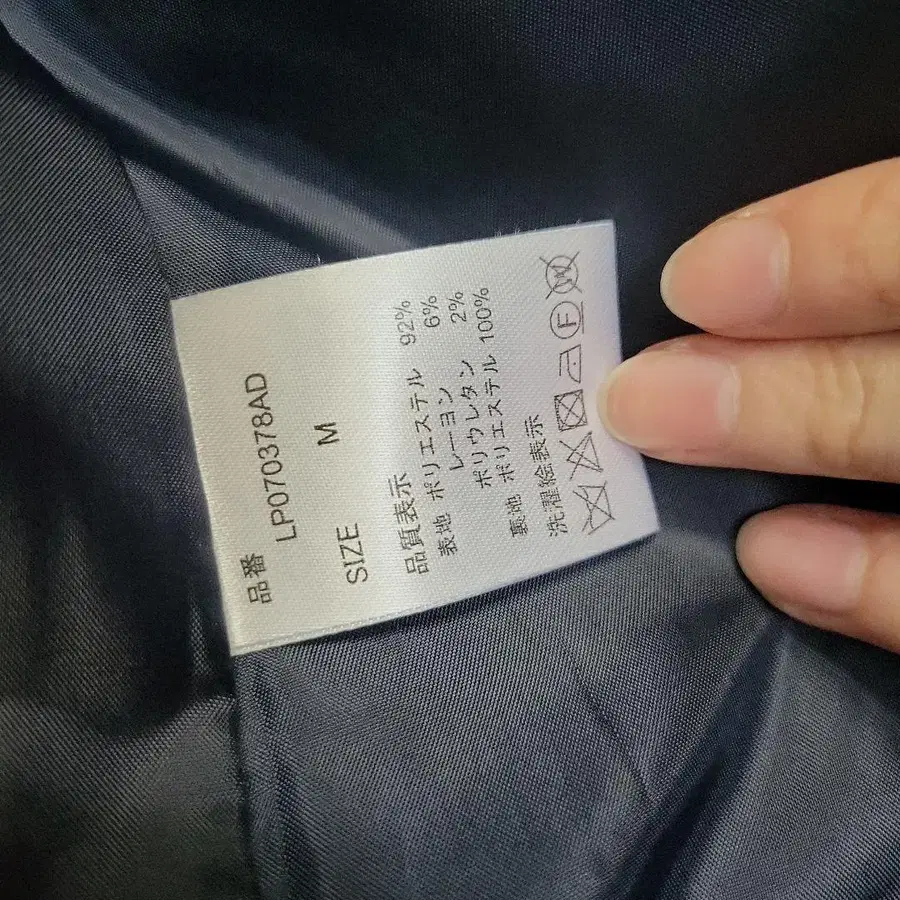 品番
LP070378AD
SIZE M
品質表示
表地 ポリエステル 92%
レーヨン 6%
ポリウレタン 2%
裏地 ポリエステル 100%
洗濯絵表示
F W